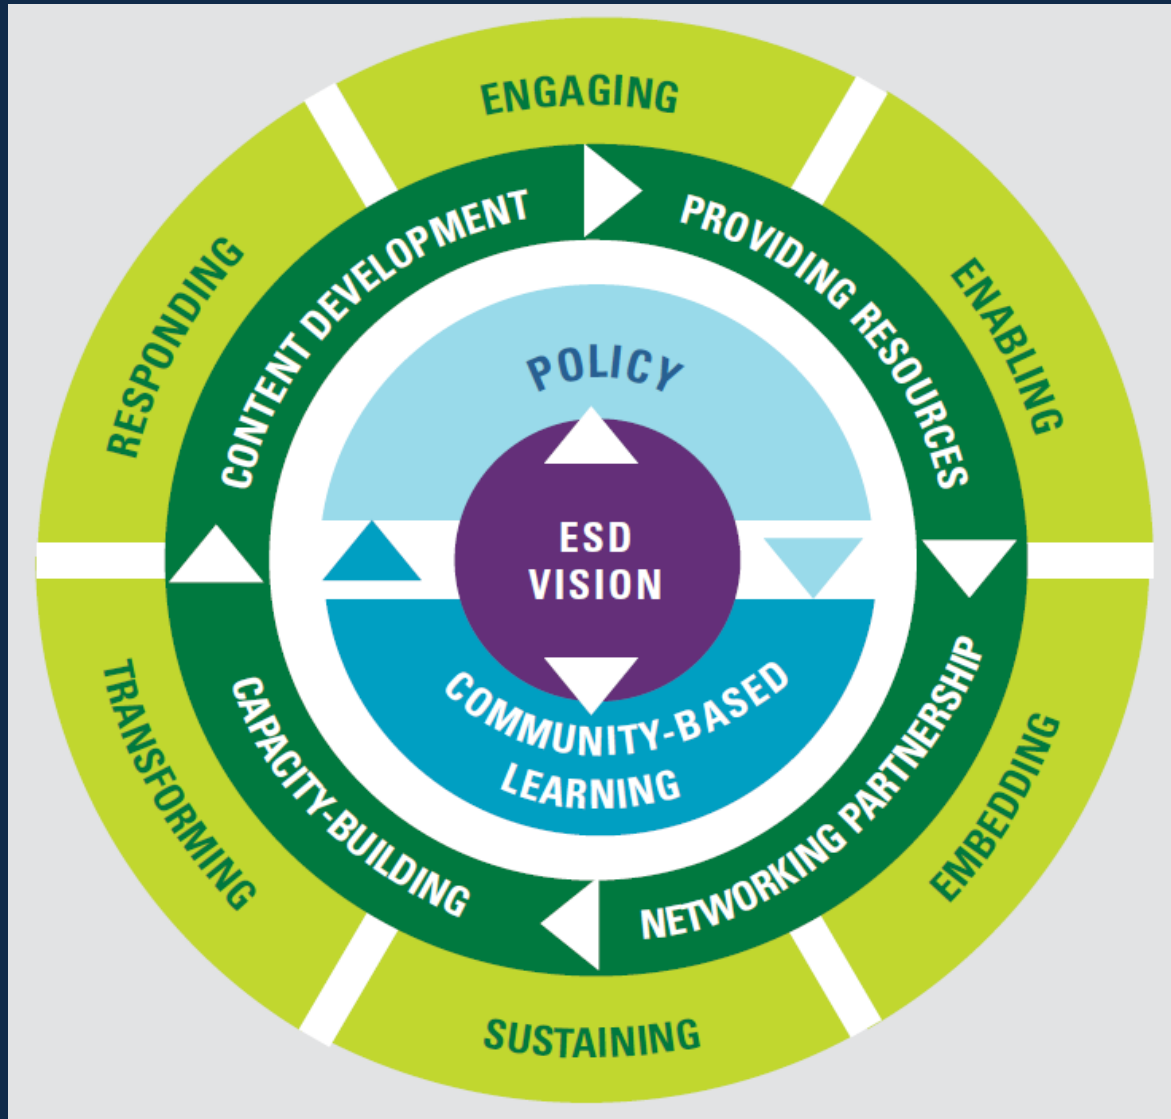 ENGAGING
ENABLING
EMBEDDING
SUSTAINING
TRANSFORMING
RESPONDING
CONTENT DEVELOPMENT
PROVIDING RESOURCES
NETWORKING PARTNERSHIP
CAPACITY-BUILDING
POLICY
ESD
VISION
COMMUNITY-BASED
LEARNING